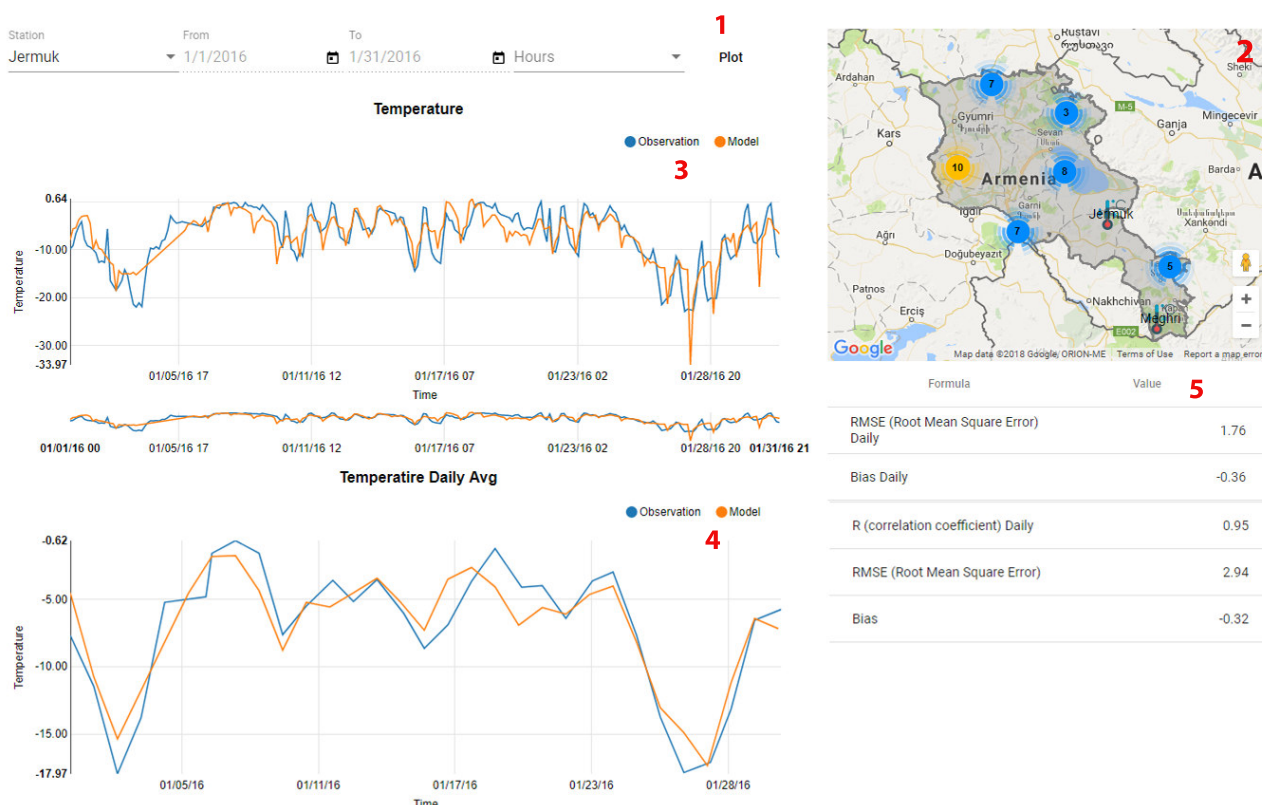 Station
From
To
1
Jermuk
1/1/2016
1/31/2016
Hours
Plot
Temperature
Observation
Model
3
0.64
-10.00
-20.00
-30.00
-33.97
Temperature
01/05/16 17
01/11/16 12
01/17/16 07
01/23/16 02
01/28/16 20
Time
01/01/16 00
01/05/16 17
01/11/16 12
01/17/16 07
01/23/16 02
01/28/16 20
01/31/16 21
Temperatire Daily Avg
Observation
Model
4
-0.62
-5.00
-10.00
-15.00
-17.97
Temperature
01/05/16
01/11/16
01/17/16
01/23/16
01/28/16
Time
2
Rustavi
რუსთავი
Sheki
Ardahan
7
3
M-5
Gyumri
Գյումրի
Mingecevir
Kars
Sevan
Ganja
10
8
Barda
Armenia
A
Igdir
Garni
Գառնի
Jermuk
Xankendi
7
Ağrı
Doğubeyazıt
5
Patnos
Nakhchivan
Kapan
Erciş
Meghri
E002
+
−
Google
Map data ©2018 Google, ORION-ME
Terms of Use
Report a map error
Formula
Value
5
RMSE (Root Mean Square Error)
Daily
1.76
Bias Daily
-0.36
R (correlation coefficient) Daily
0.95
RMSE (Root Mean Square Error)
2.94
Bias
-0.32